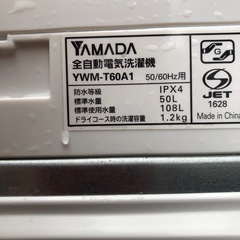 YAMADA
全自動電気洗濯機
YWM-T60A1 50/60Hz用
防水等級 IPX4
標準水量 50L
標準使用水量 108L
ドライコース時の洗濯容量 1.2kg
G
S
JET
1628
Made in China